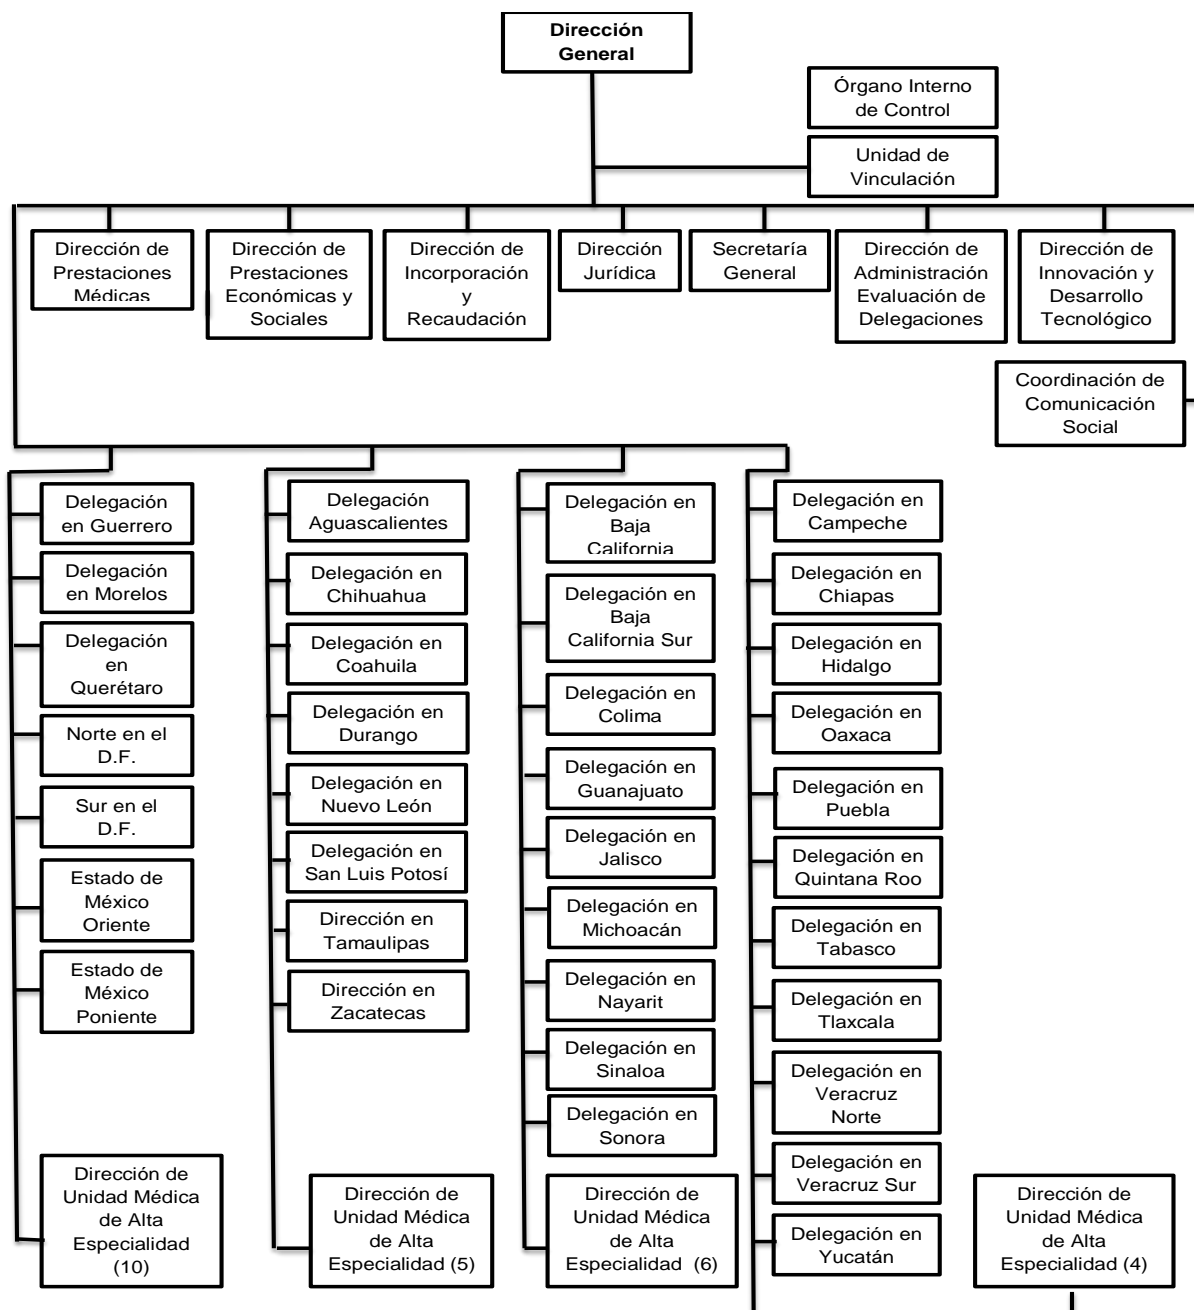 Dirección
General
Órgano Interno
de Control
Unidad de
Vinculación
Dirección de
Prestaciones
Médicas
Dirección de
Prestaciones
Económicas y
Sociales
Dirección de
Incorporación
y
Recaudación
Dirección
Jurídica
Secretaría
General
Dirección de
Administración
Evaluación de
Delegaciones
Dirección de
Innovación y
Desarrollo
Tecnológico
Coordinación de
Comunicación
Social
Delegación
en Guerrero
Delegación
en Morelos
Delegación
en
Querétaro
Norte en el
D.F.
Sur en el
D.F.
Estado de
México
Oriente
Estado de
México
Poniente
Dirección de
Unidad Médica
de Alta
Especialidad
(10)
Delegación
Aguascalientes
Delegación en
Chihuahua
Delegación en
Coahuila
Delegación en
Durango
Delegación en
Nuevo León
Delegación en
San Luis Potosí
Dirección en
Tamaulipas
Dirección en
Zacatecas
Dirección de
Unidad Médica
de Alta
Especialidad (5)
Delegación en
Baja
California
Delegación en
Baja
California Sur
Delegación en
Colima
Delegación en
Guanajuato
Delegación en
Jalisco
Delegación en
Michoacán
Delegación en
Nayarit
Delegación en
Sinaloa
Delegación en
Sonora
Dirección de
Unidad Médica
de Alta
Especialidad (6)
Delegación en
Campeche
Delegación en
Chiapas
Delegación en
Hidalgo
Delegación en
Oaxaca
Delegación en
Puebla
Delegación en
Quintana Roo
Delegación en
Tabasco
Delegación en
Tlaxcala
Delegación en
Veracruz
Norte
Delegación en
Veracruz Sur
Delegación en
Yucatán
Dirección de
Unidad Médica
de Alta
Especialidad (4)